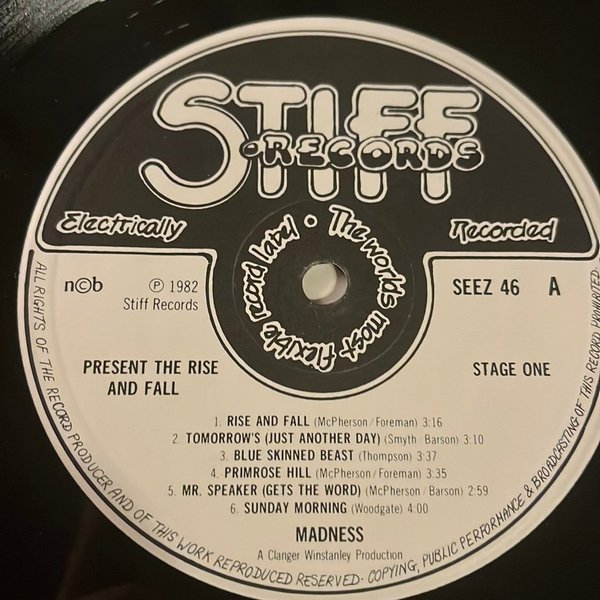 STIFF
•RECORDS
Electrically
Recorded
The worlds most flexible record label •
n©b
℗ 1982
Stiff Records
SEEZ 46 A
PRESENT THE RISE
AND FALL
STAGE ONE
1. RISE AND FALL (McPherson/Foreman) 3:16
2. TOMORROW'S (JUST ANOTHER DAY) (Smyth/Barson) 3:10
3. BLUE SKINNED BEAST (Thompson) 3:37
4. PRIMROSE HILL (McPherson/Foreman) 3:35
5. MR. SPEAKER (GETS THE WORD) (McPherson/Barson) 2:59
6. SUNDAY MORNING (Woodgate) 4:00
MADNESS
A Clanger Winstanley Production
ALL RIGHTS OF THE RECORD PRODUCER AND OF THIS WORK REPRODUCED RESERVED· COPYING, PUBLIC PERFORMANCE & BROADCASTING OF THIS RECORD PROHIBITED